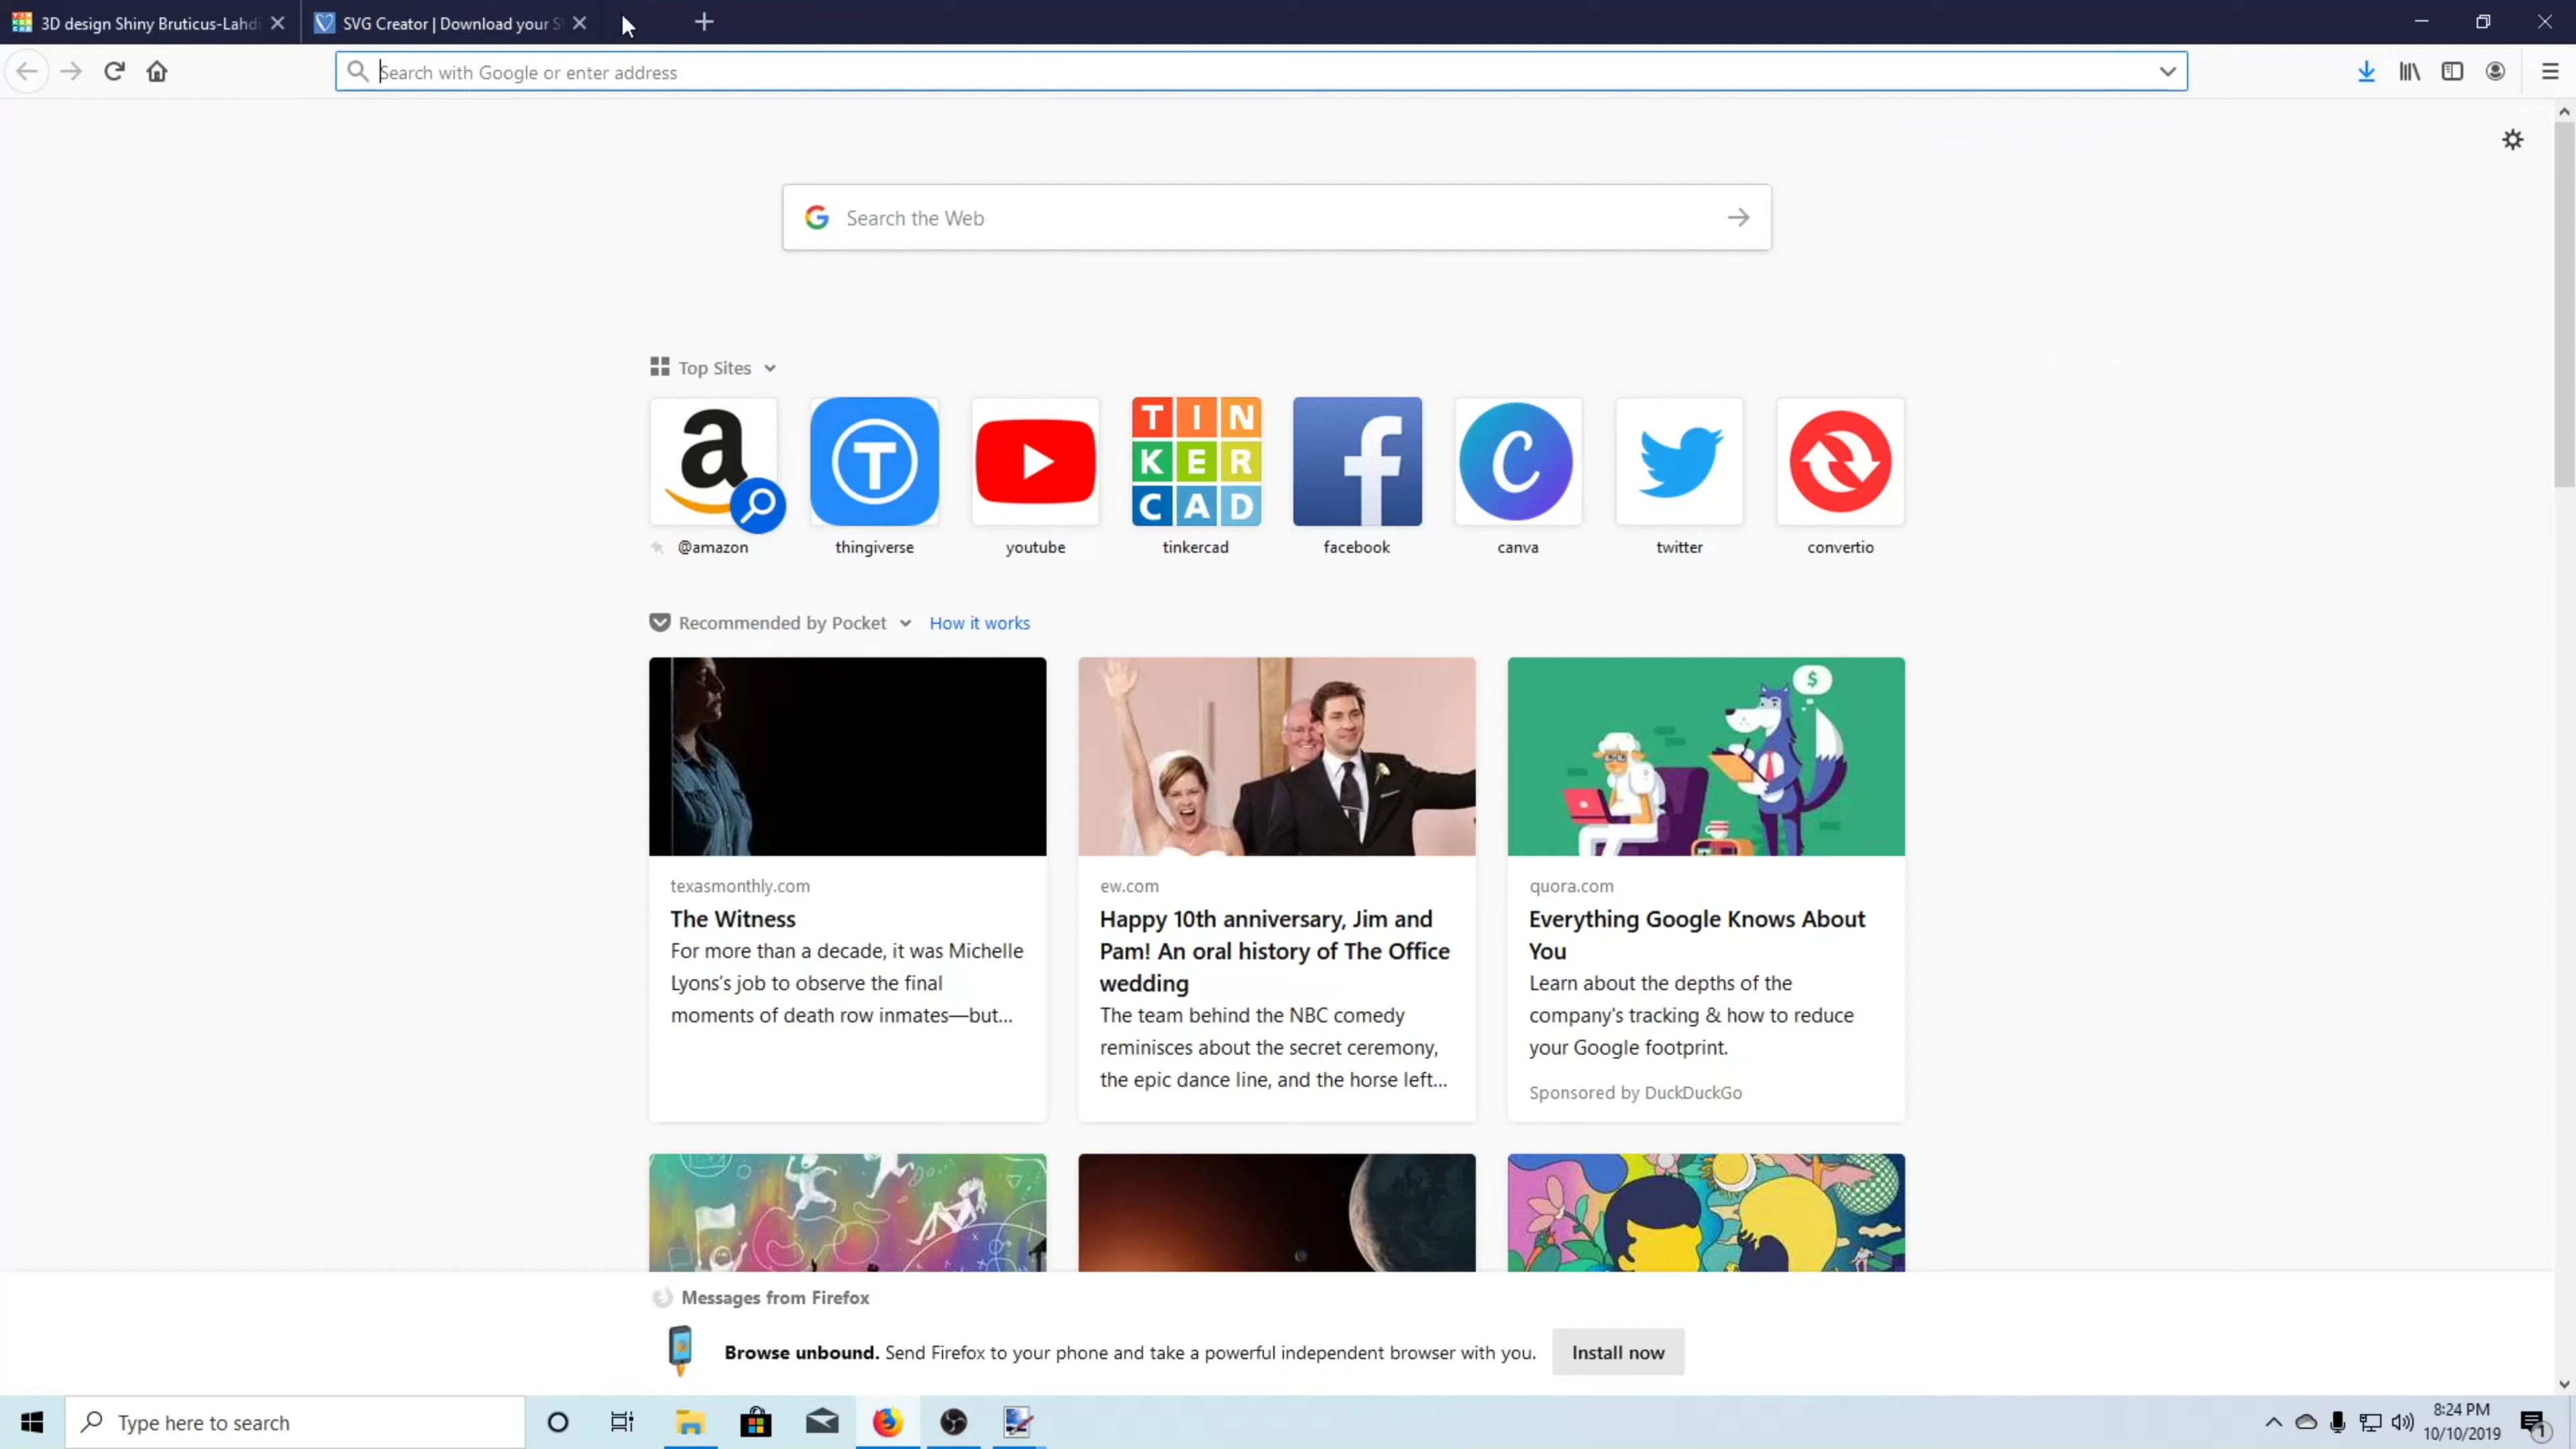 3D design Shiny Bruticus-Lahdi
SVG Creator | Download your S
Search with Google or enter address
Search the Web
Top Sites
a
T
TIN
KER
CAD
f
C
@amazon
thingiverse
youtube
tinkercad
facebook
canva
twitter
convertio
Recommended by Pocket
How it works
$
texasmonthly.com
The Witness
For more than a decade, it was Michelle
Lyons's job to observe the final
moments of death row inmates—but...
ew.com
Happy 10th anniversary, Jim and
Pam! An oral history of The Office
wedding
The team behind the NBC comedy
reminisces about the secret ceremony,
the epic dance line, and the horse left...
quora.com
Everything Google Knows About
You
Learn about the depths of the
company's tracking & how to reduce
your Google footprint.
Sponsored by DuckDuckGo
Messages from Firefox
Browse unbound. Send Firefox to your phone and take a powerful independent browser with you.
Install now
Type here to search
8:24 PM
10/10/2019
1